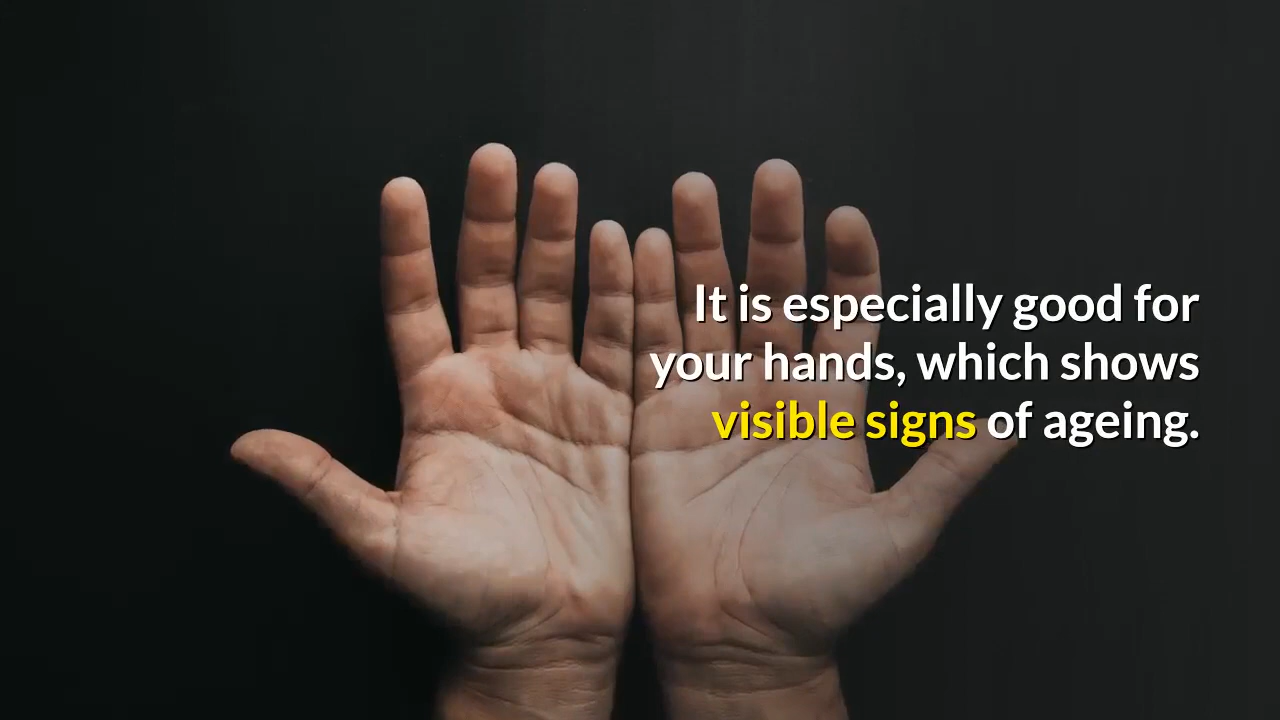 It is especially good for
your hands, which shows
visible signs of ageing.